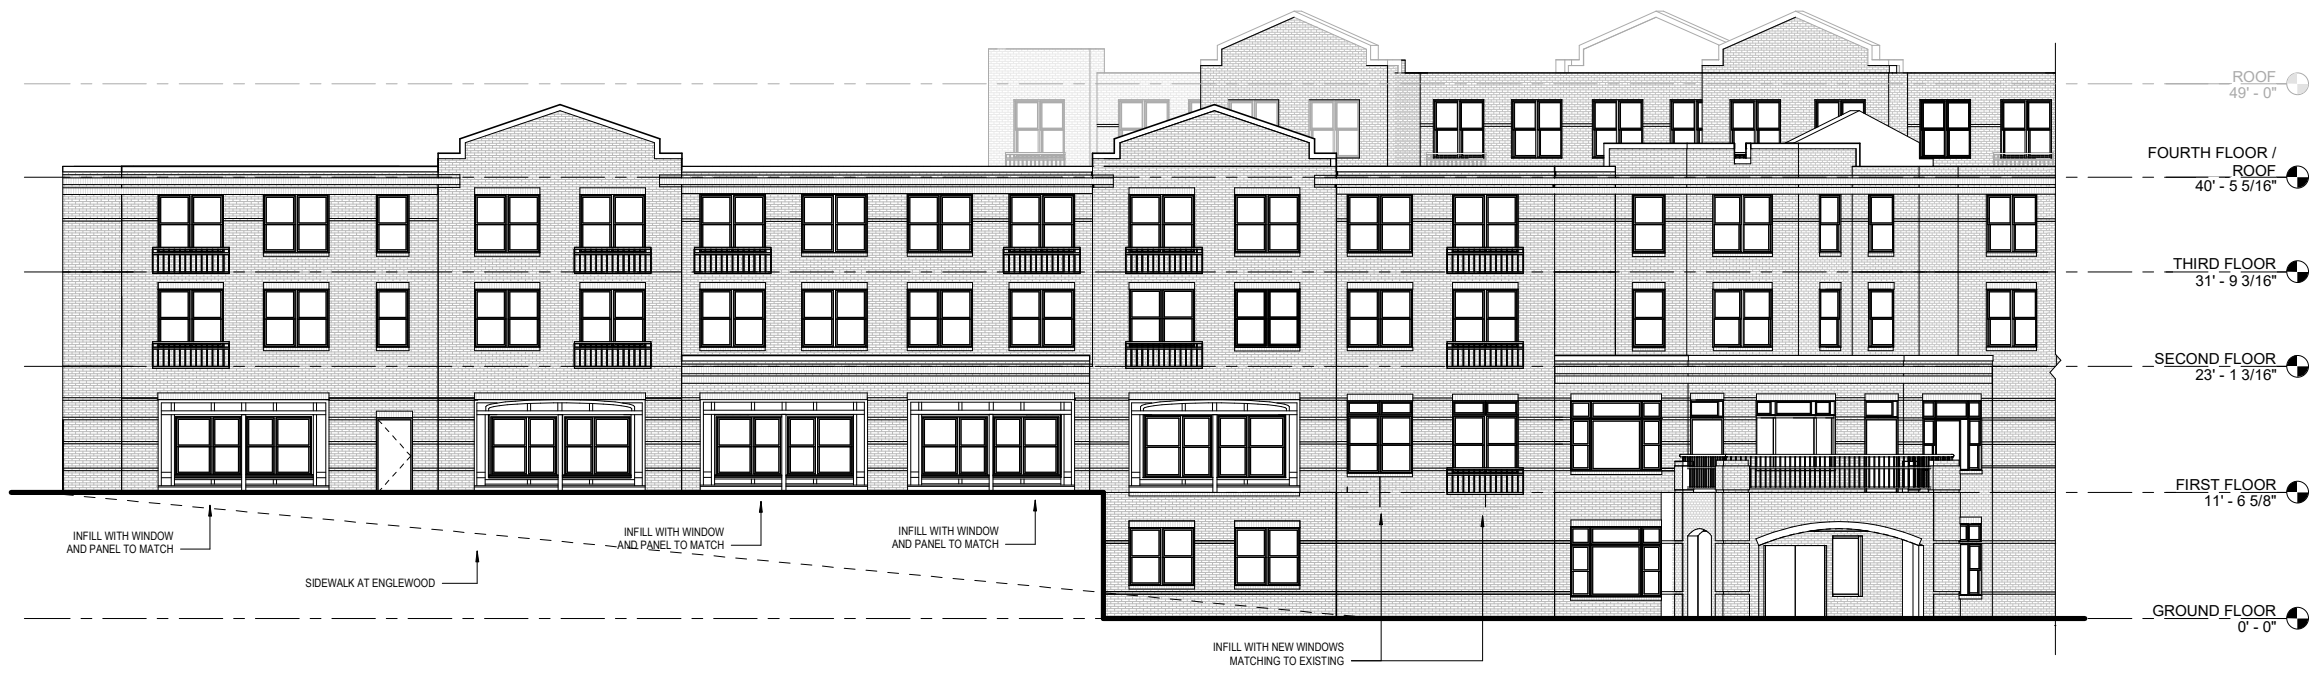 ROOF
49' - 0"
FOURTH FLOOR /
ROOF
40' - 5 5/16"
THIRD FLOOR
31' - 9 3/16"
SECOND FLOOR
23' - 1 3/16"
FIRST FLOOR
11' - 6 5/8"
GROUND FLOOR
0' - 0"
INFILL WITH WINDOW
AND PANEL TO MATCH
SIDEWALK AT ENGLEWOOD
INFILL WITH WINDOW
AND PANEL TO MATCH
INFILL WITH WINDOW
AND PANEL TO MATCH
INFILL WITH NEW WINDOWS
MATCHING TO EXISTING